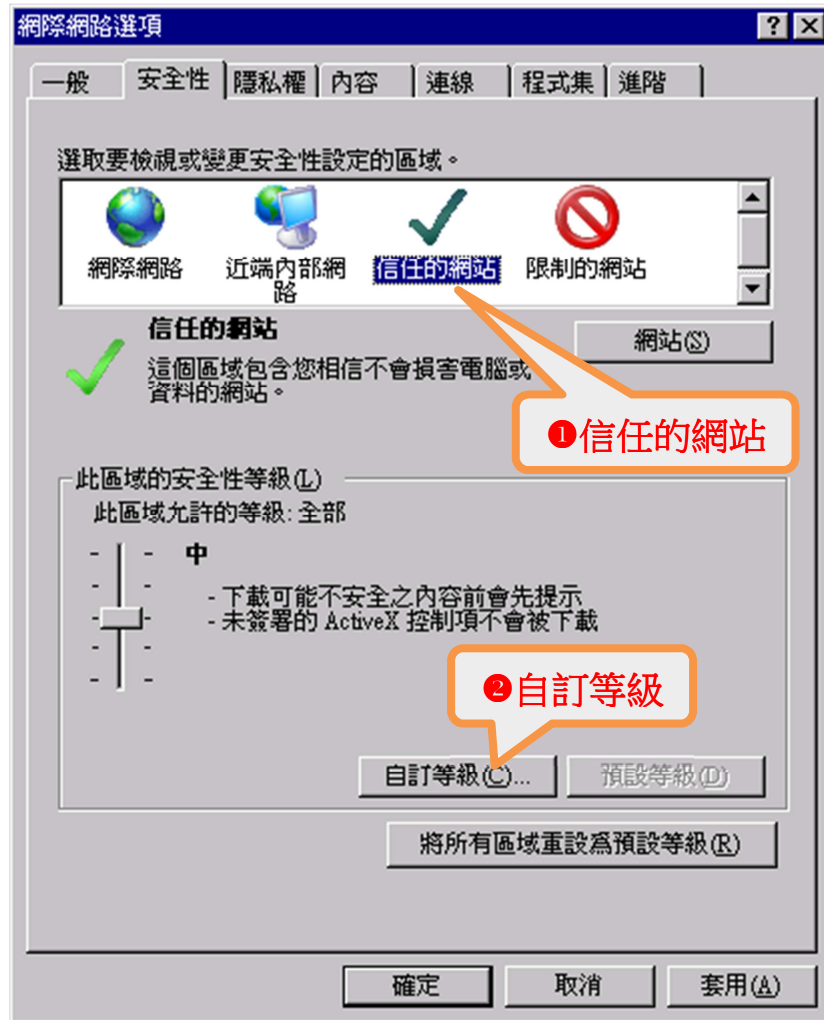 網際網路選項
一般 安全性 隱私權 內容 連線 程式集 進階
選取要檢視或變更安全性設定的區域。
網際網路 近端內部網路 信任的網站 限制的網站
信任的網站
網站(S)
這個區域包含您相信不會損害電腦或
資料的網站。
❶信任的網站
此區域的安全性等級(L)
此區域允許的等級: 全部
中
- 下載可能不安全之內容前會先提示
- 未簽署的 ActiveX 控制項不會被下載
❷自訂等級
自訂等級(C)... 預設等級(D)
將所有區域重設為預設等級(R)
確定 取消 套用(A)